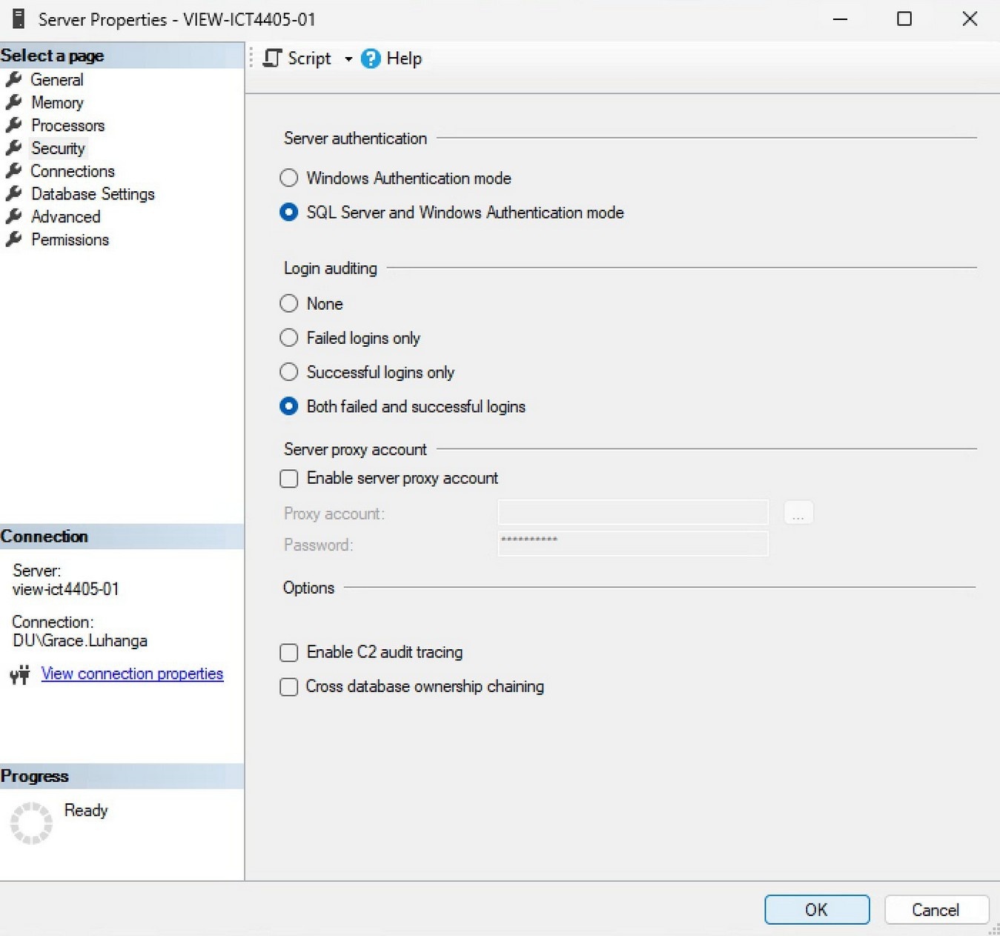 Server Properties - VIEW-ICT4405-01
Select a page
General
Memory
Processors
Security
Connections
Database Settings
Advanced
Permissions
Script
? Help
Server authentication
Windows Authentication mode
SQL Server and Windows Authentication mode
Login auditing
None
Failed logins only
Successful logins only
Both failed and successful logins
Server proxy account
Enable server proxy account
Proxy account:
...
Password: **********
Options
Enable C2 audit tracing
Cross database ownership chaining
Connection
Server:
view-ict4405-01
Connection:
DU\Grace.Luhanga
View connection properties
Progress
Ready
OK
Cancel